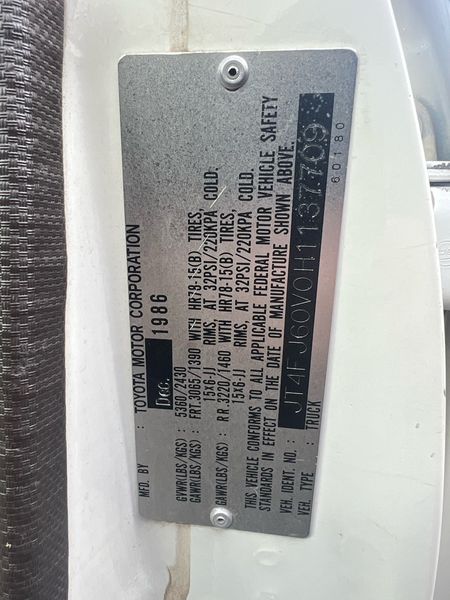 MFD. BY : TOYOTA MOTOR CORPORATION
DEC. 1986
GVWR(LBS/KGS) : 5360/2430
GAWR(LBS/KGS) : FRT.3065/1390 WITH HR78-15(B) TIRES,
15X6-JJ RIMS, AT 32PSI/220KPA COLD.
GAWR(LBS/KGS) : R R.3220/1460 WITH HR78-15(B) TIRES,
15X6-JJ RIMS, AT 32PSI/220KPA COLD.
THIS VEHICLE CONFORMS TO ALL APPLICABLE FEDERAL MOTOR VEHICLE SAFETY
STANDARDS IN EFFECT ON THE DATE OF MANUFACTURE SHOWN ABOVE.
VEH. IDENT. NO. : JT4FJ60V0H1137709
VEH. TYPE : TRUCK 60180